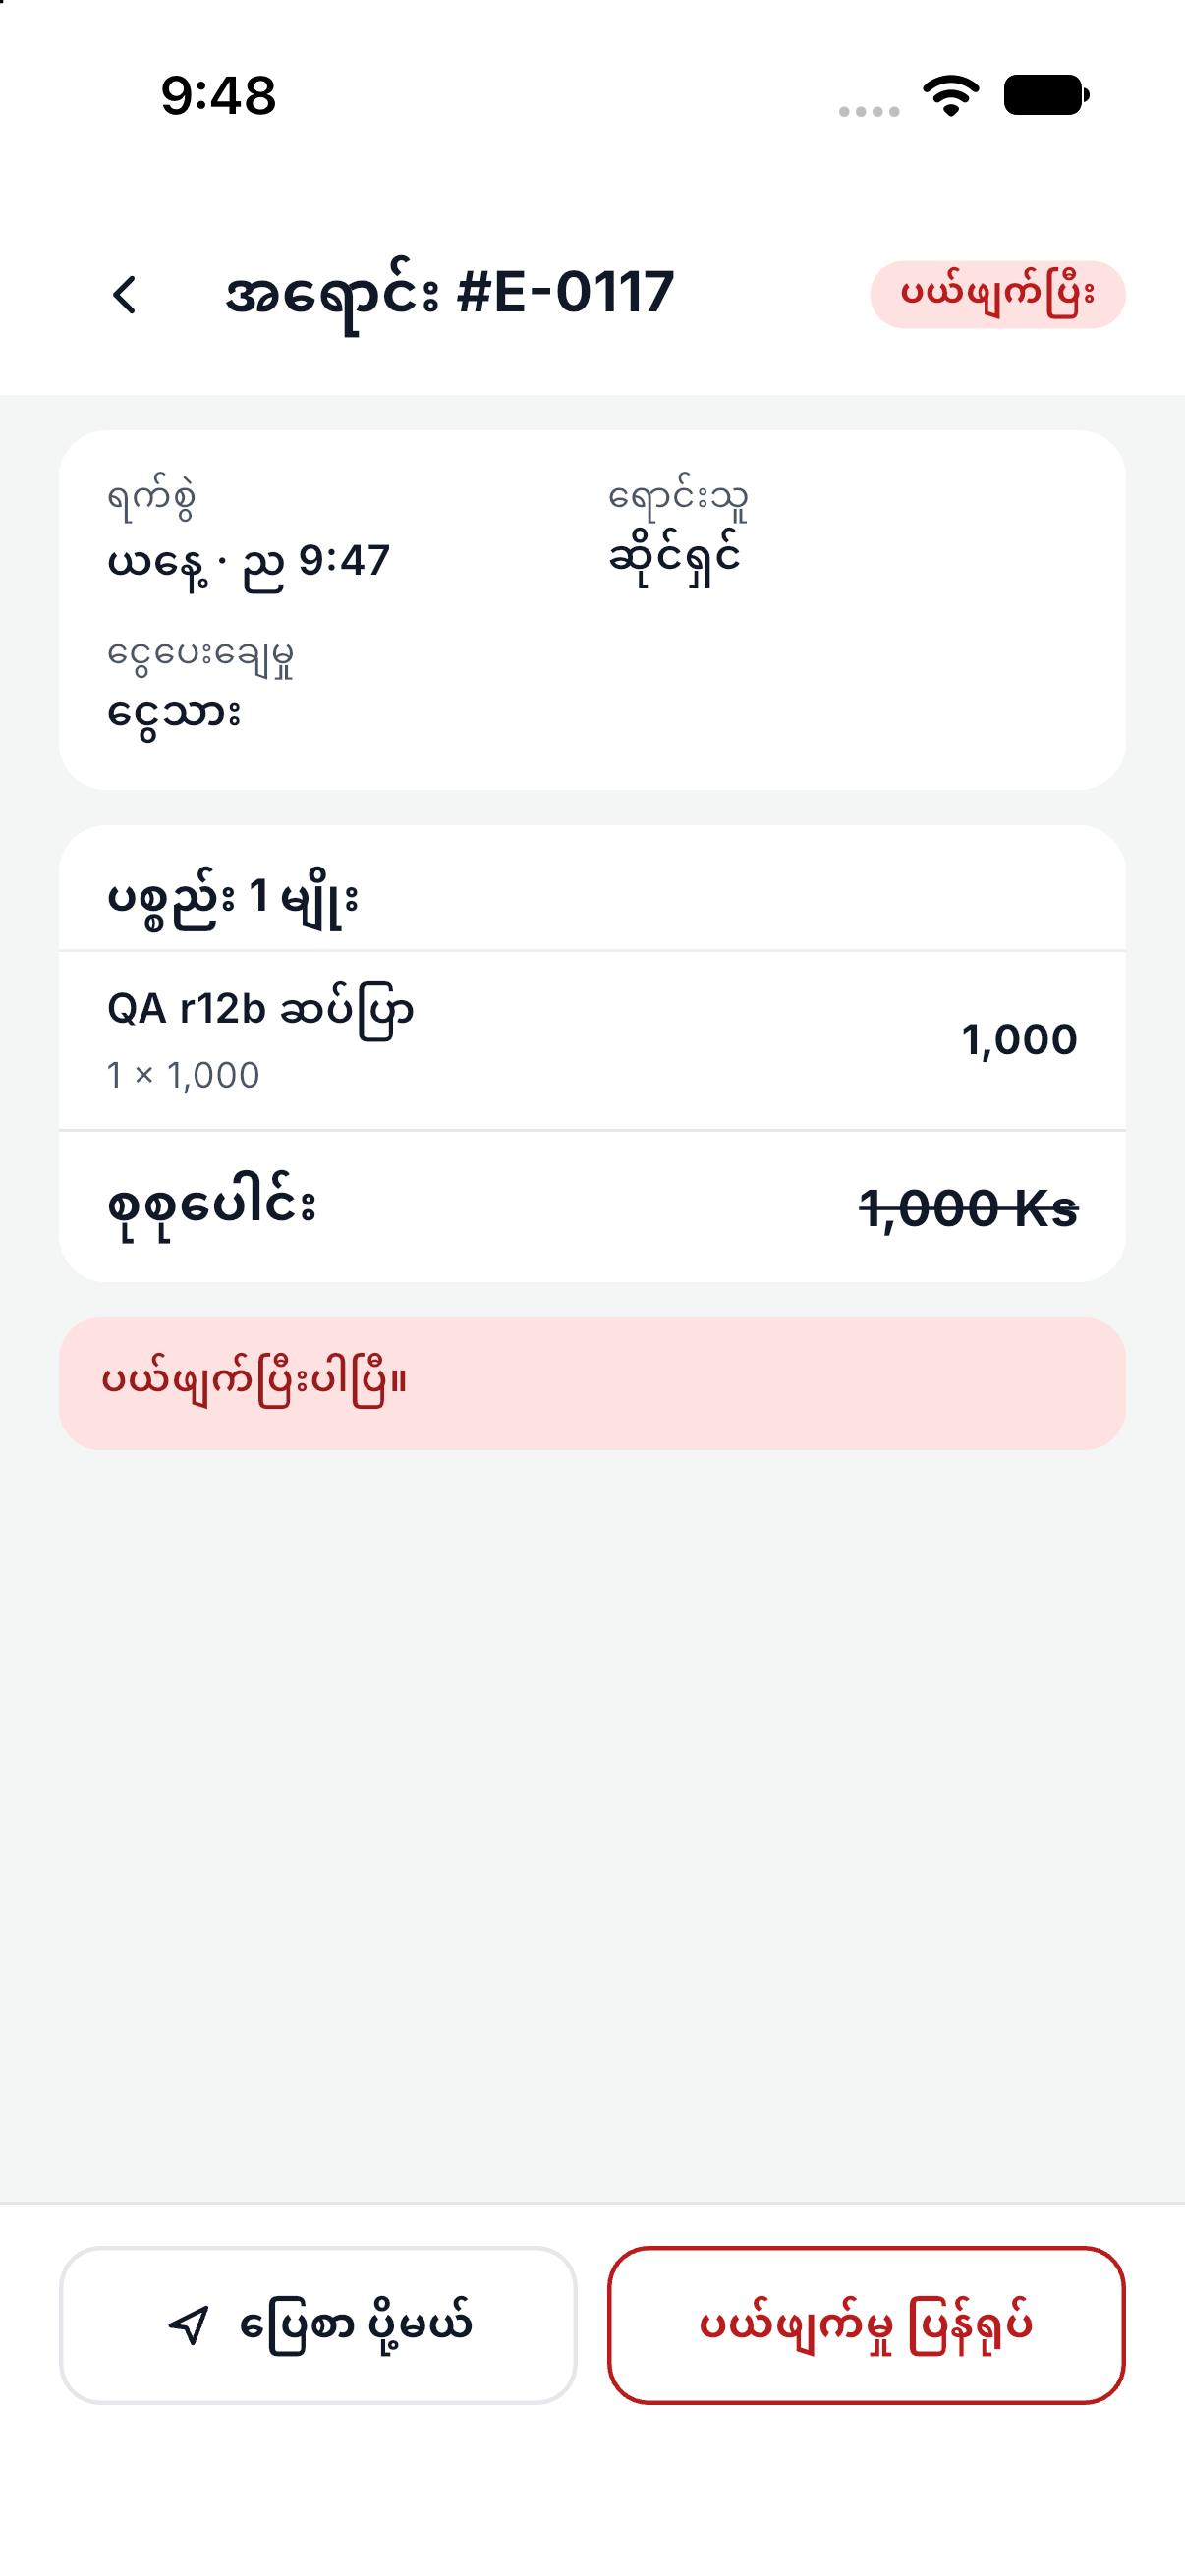 9:48
အရောင်း #E-0117
ပယ်ဖျက်ပြီး
ရက်စွဲ
ရောင်းသူ
ယနေ့ · ည 9:47
ဆိုင်ရှင်
ငွေပေးချေမှု
ငွေသား
ပစ္စည်း 1 မျိုး
QA r12b ဆပ်ပြာ
1 × 1,000
1,000
စုစုပေါင်း
1,000 Ks
ပယ်ဖျက်ပြီးပါပြီ။
ပြေစာ ပို့မယ်
ပယ်ဖျက်မှု ပြန်ရုပ်